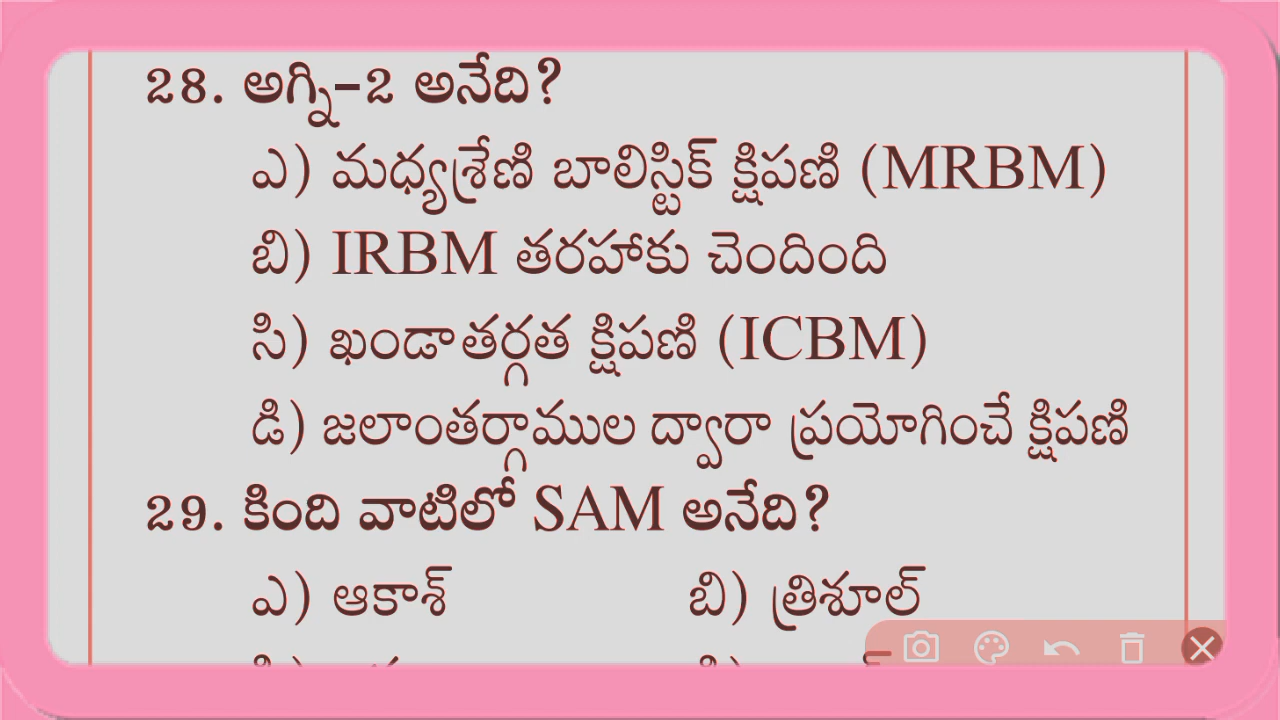 28. అగ్ని-2 అనేది?
ఎ) మధ్యశ్రేణి బాలిస్టిక్ క్షిపణి (MRBM)
బి) IRBM తరహాకు చెందింది
సి) ఖండాతర్గత క్షిపణి (ICBM)
డి) జలాంతర్గాముల ద్వారా ప్రయోగించే క్షిపణి
29. కింది వాటిలో SAM అనేది?
ఎ) ఆకాశ్ బి) త్రిశూల్